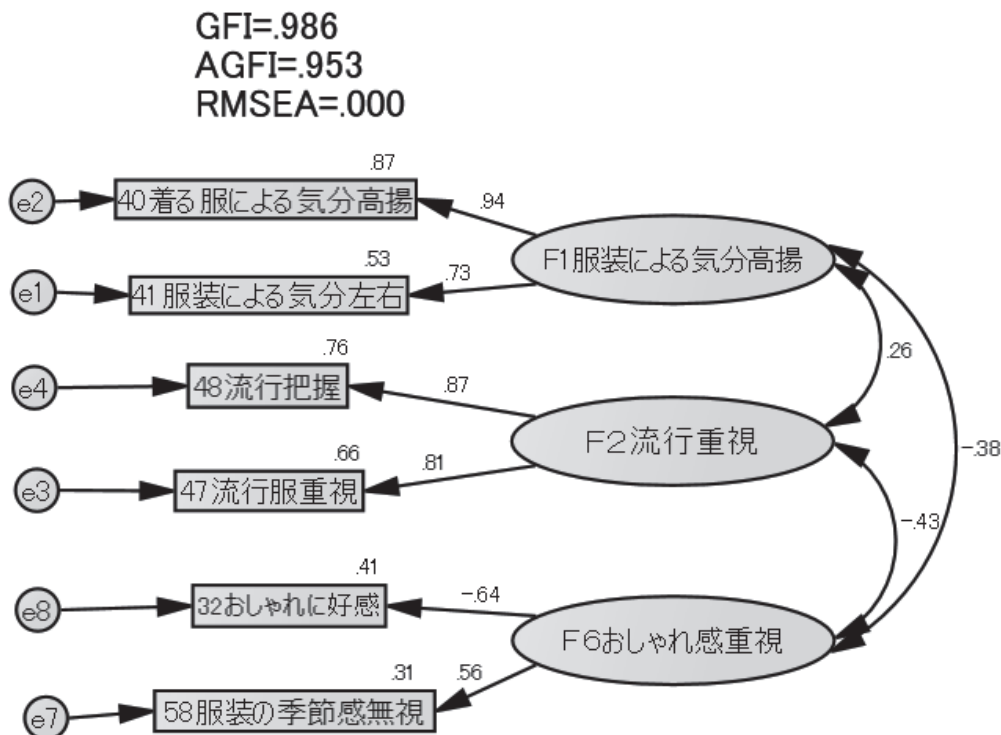 GFI=.986
AGFI=.953
RMSEA=.000
.87
e2
40着る服による気分高揚
.94
F1服装による気分高揚
.53
e1
41服装による気分左右
.73
.26
.76
e4
48流行把握
.87
F2流行重視
-.38
.66
e3
47流行服重視
.81
-.43
.41
e8
32おしゃれに好感
-.64
F6おしゃれ感重視
.31
.56
e7
58服装の季節感無視